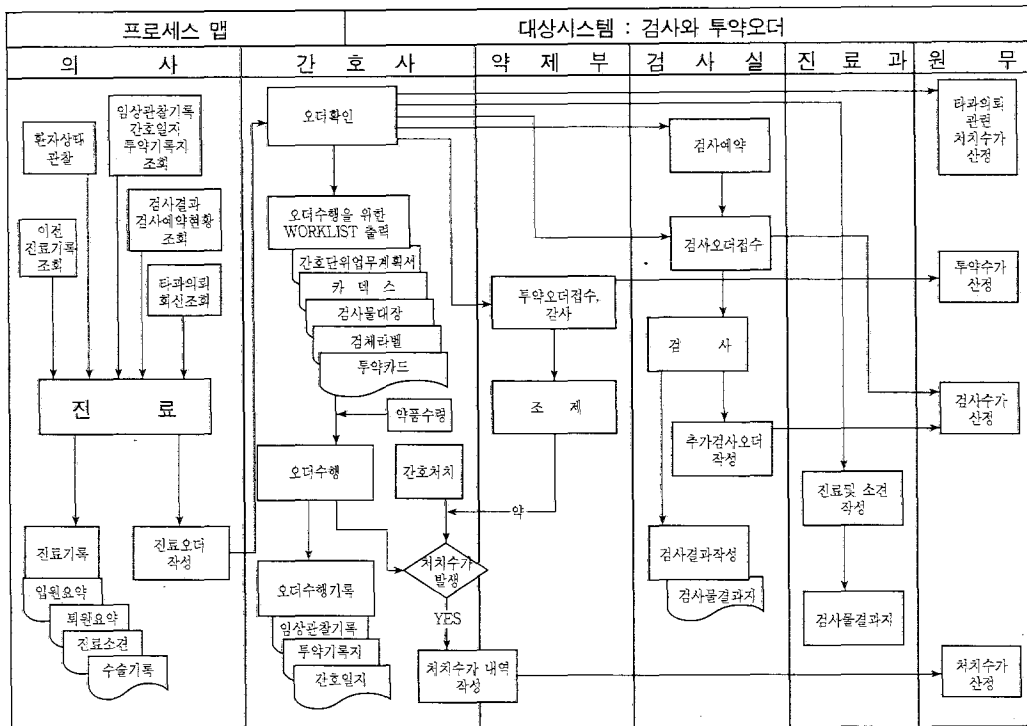 프로세스 맵
대상시스템 : 검사와 투약오더
의 사
간 호 사
약 제 부
검 사 실
진 료 과
원 무
환자상태
관찰
임상관찰기록
간호일지
투약기록지
조회
이전
진료기록
조회
검사결과
검사예약현황
조회
타과의뢰
회신조회
진 료
진료기록
입원요약
퇴원요약
진료소견
수술기록
진료오더
작성
오더확인
오더수행을 위한
WORKLIST 출력
간호단위업무계획서
카 덱 스
검사물대장
검체라벨
투약카드
약품수령
오더수행
간호처치
약
처치수가
발생
YES
오더수행기록
임상관찰기록
투약기록지
간호일지
처치수가 내역
작성
투약오더접수,
감사
조 제
검사예약
검사오더접수
검 사
추가검사오더
작성
검사결과작성
검사물결과지
진료및 소견
작성
검사물결과지
타과의뢰
관련
처치수가
산정
투약수가
산정
검사수가
산정
처치수가
산정